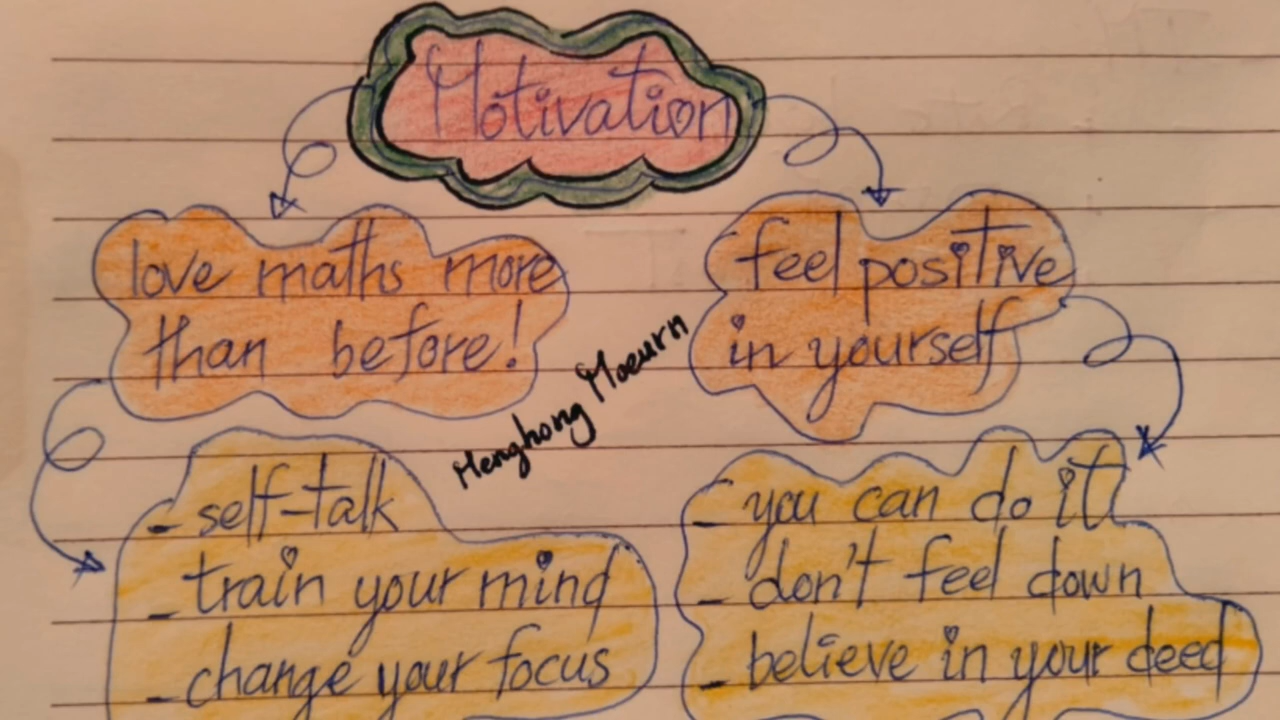 Motivation
love maths more
than before!
feel positive
in yourself
Menghong Moeurn
- self-talk
- train your mind
- change your focus
- you can do it
- don't feel down
- believe in your deed